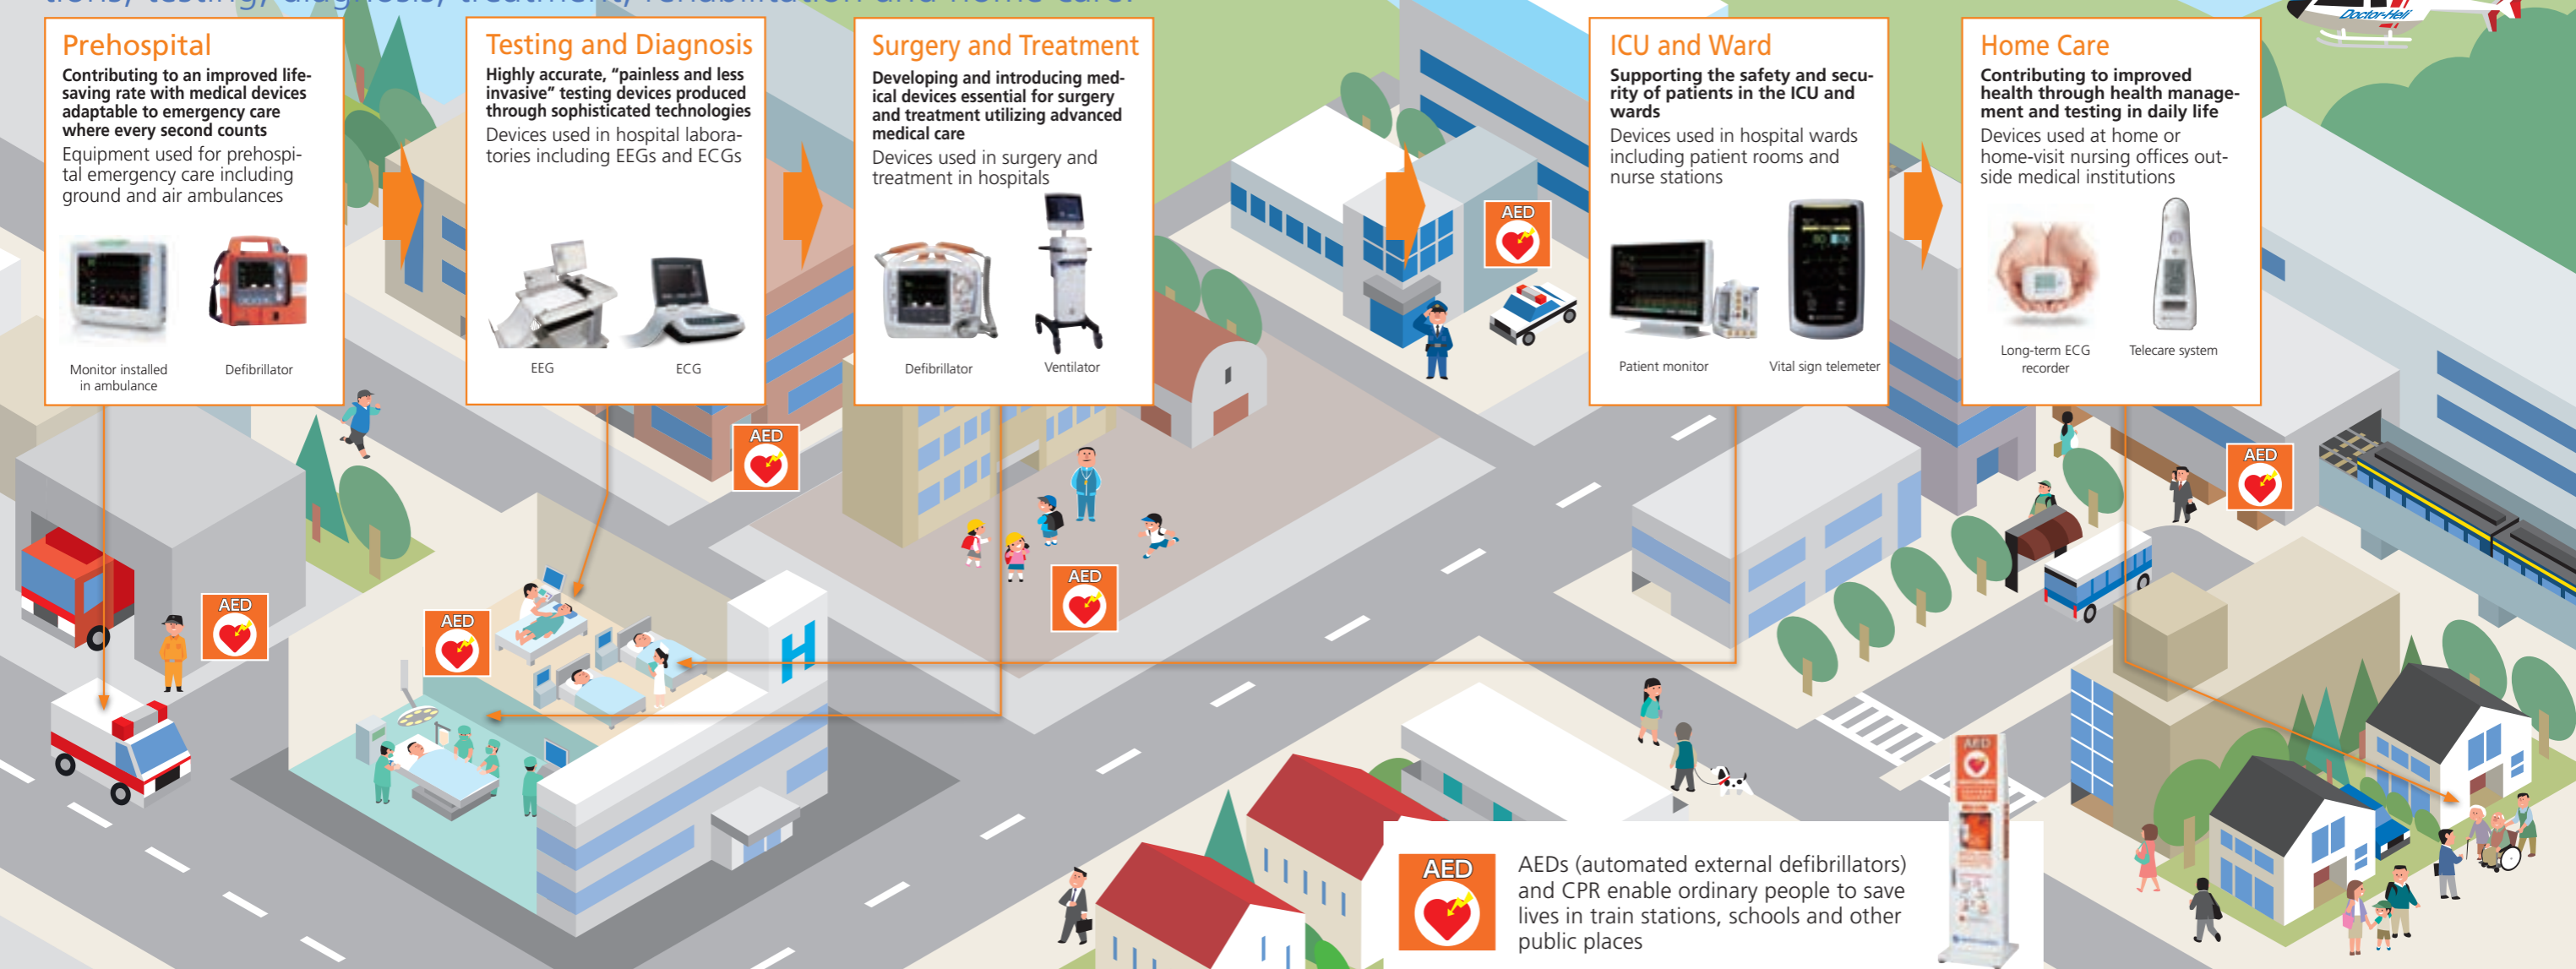 tions, testing, diagnosis, treatment, rehabilitation and home care.
Prehospital
Contributing to an improved life-
saving rate with medical devices
adaptable to emergency care
where every second counts
Equipment used for prehospi-
tal emergency care including
ground and air ambulances
Monitor installed
in ambulance
Defibrillator
Testing and Diagnosis
Highly accurate, "painless and less
invasive" testing devices produced
through sophisticated technologies
Devices used in hospital labora-
tories including EEGs and ECGs
EEG
ECG
Surgery and Treatment
Developing and introducing med-
ical devices essential for surgery
and treatment utilizing advanced
medical care
Devices used in surgery and
treatment in hospitals
Defibrillator
Ventilator
ICU and Ward
Supporting the safety and secu-
rity of patients in the ICU and
wards
Devices used in hospital wards
including patient rooms and
nurse stations
Patient monitor
Vital sign telemeter
Home Care
Contributing to improved
health through health manage-
ment and testing in daily life
Devices used at home or
home-visit nursing offices out-
side medical institutions
Long-term ECG
recorder
Telecare system
Doctor-Heli
AED
AED
AED
AED
AED
AED
H
AED
AED
AEDs (automated external defibrillators)
and CPR enable ordinary people to save
lives in train stations, schools and other
public places